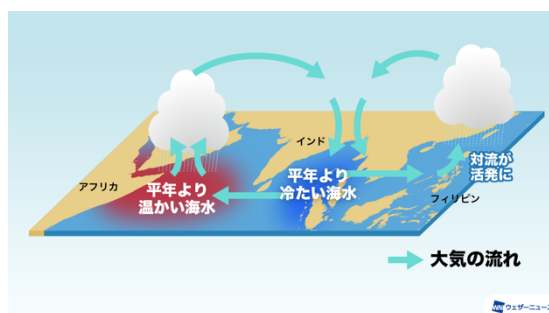 インド
対流が
活発に
アフリカ
平年より
温かい海水
平年より
冷たい海水
フィリピン
大気の流れ
WN ウェザーニュース